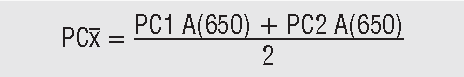 PCx̅ = PC1 A(650) + PC2 A(650) / 2